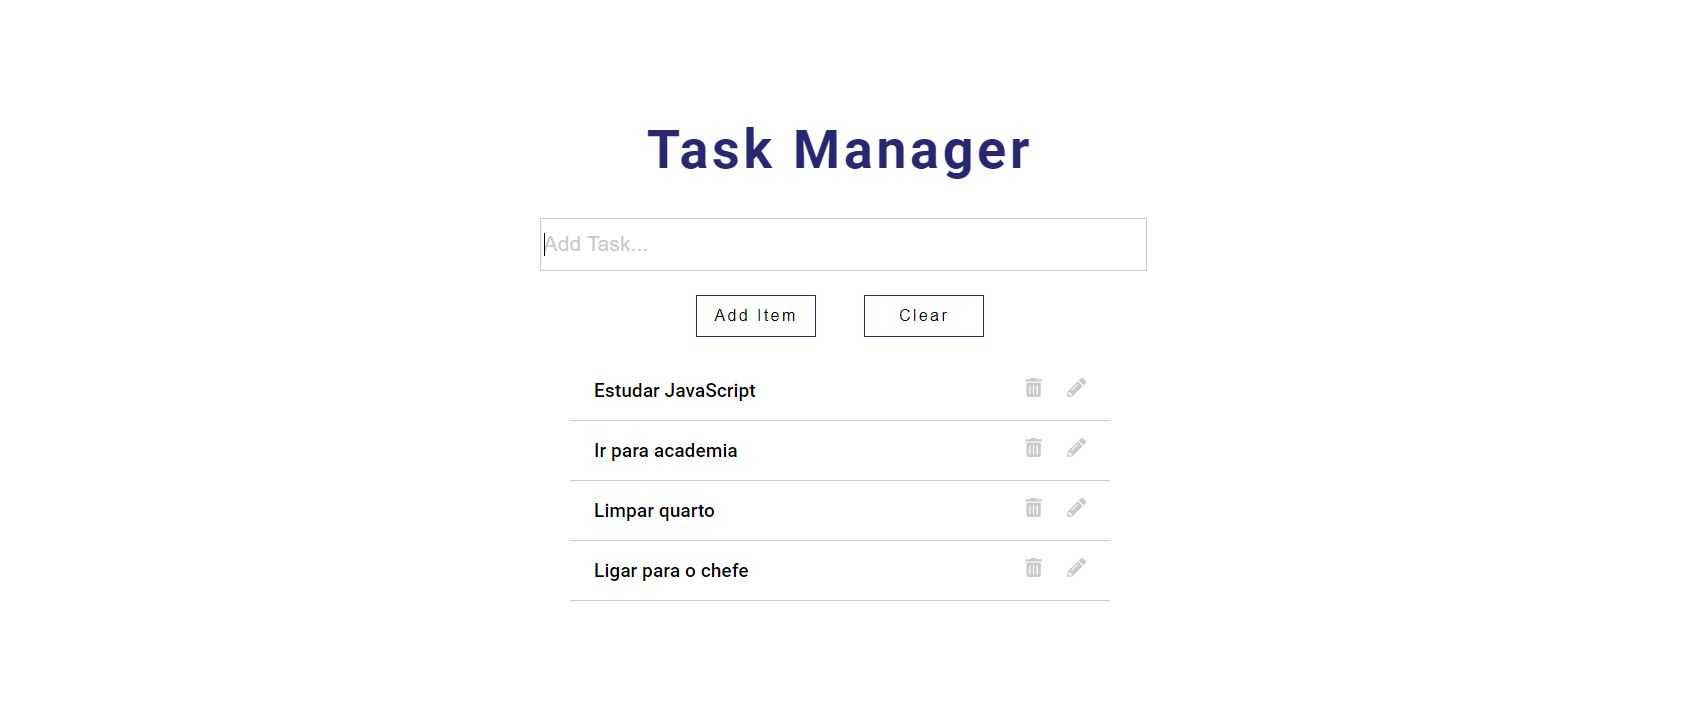 Task Manager
Add Task...
Add Item
Clear
Estudar JavaScript
Ir para academia
Limpar quarto
Ligar para o chefe